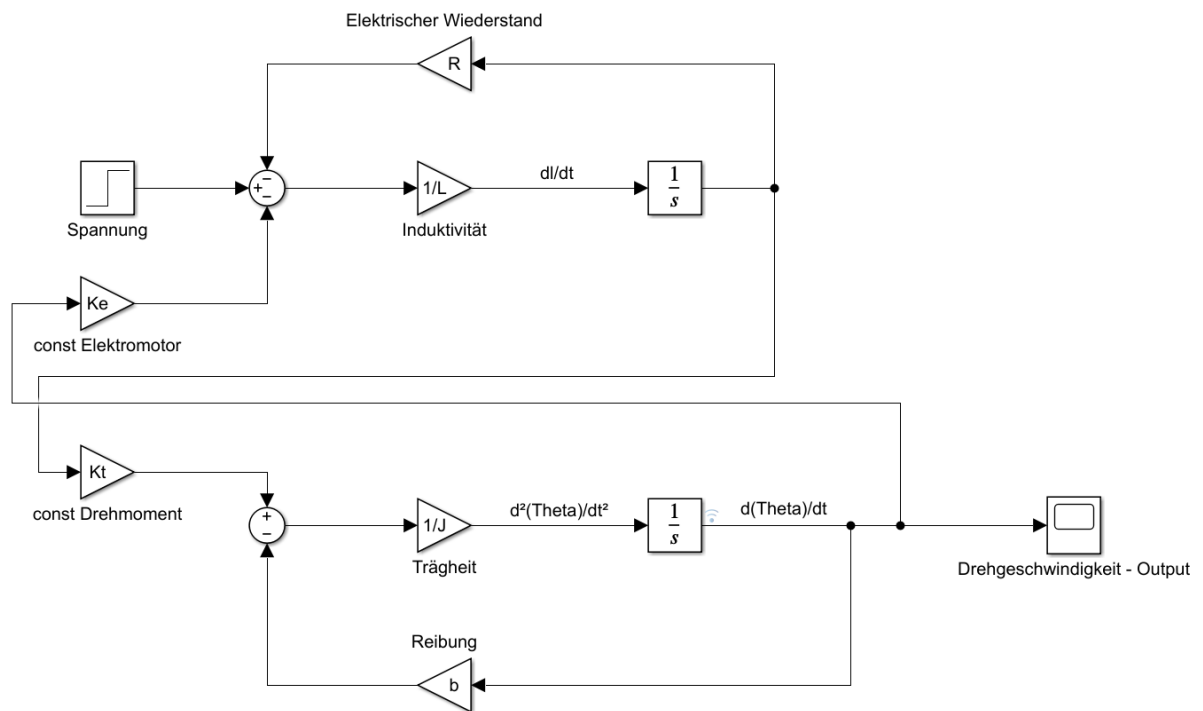 Elektrischer Wiederstand
R
Spannung
+
−
−
1/L
Induktivität
dI/dt
1
s
Ke
const Elektromotor
Kt
const Drehmoment
+
−
1/J
Trägheit
d²(Theta)/dt²
1
s
d(Theta)/dt
Drehgeschwindigkeit - Output
Reibung
b